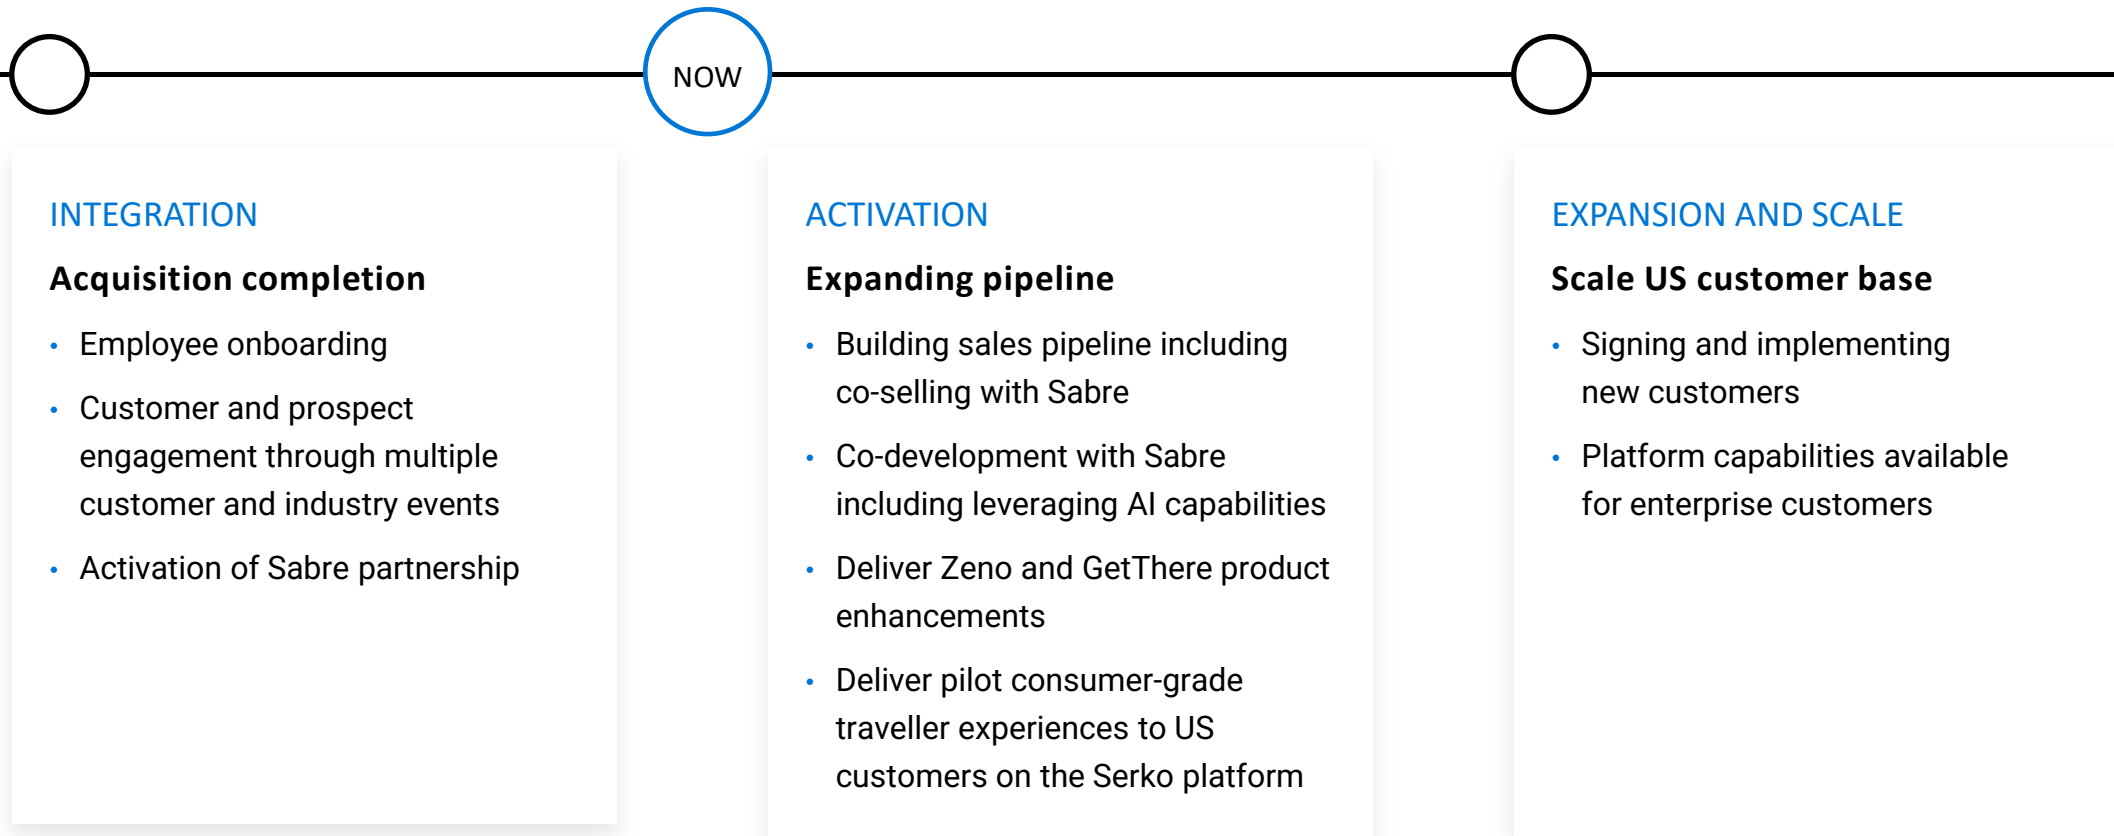 NOW
INTEGRATION
Acquisition completion
• Employee onboarding
• Customer and prospect
engagement through multiple
customer and industry events
• Activation of Sabre partnership
ACTIVATION
Expanding pipeline
• Building sales pipeline including
co-selling with Sabre
• Co-development with Sabre
including leveraging AI capabilities
• Deliver Zeno and GetThere product
enhancements
• Deliver pilot consumer-grade
traveller experiences to US
customers on the Serko platform
EXPANSION AND SCALE
Scale US customer base
• Signing and implementing
new customers
• Platform capabilities available
for enterprise customers